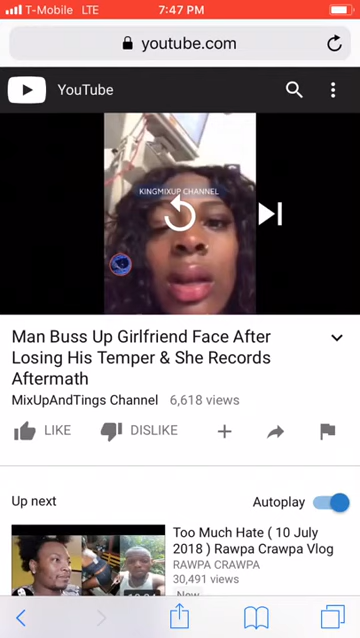 T-Mobile LTE 7:47 PM
youtube.com
YouTube
KINGMIXUP CHANNEL
Man Buss Up Girlfriend Face After
Losing His Temper & She Records
Aftermath
MixUpAndTings Channel 6,618 views
LIKE DISLIKE
Up next Autoplay
Too Much Hate ( 10 July
2018 ) Rawpa Crawpa Vlog
RAWPA CRAWPA
30,491 views
New